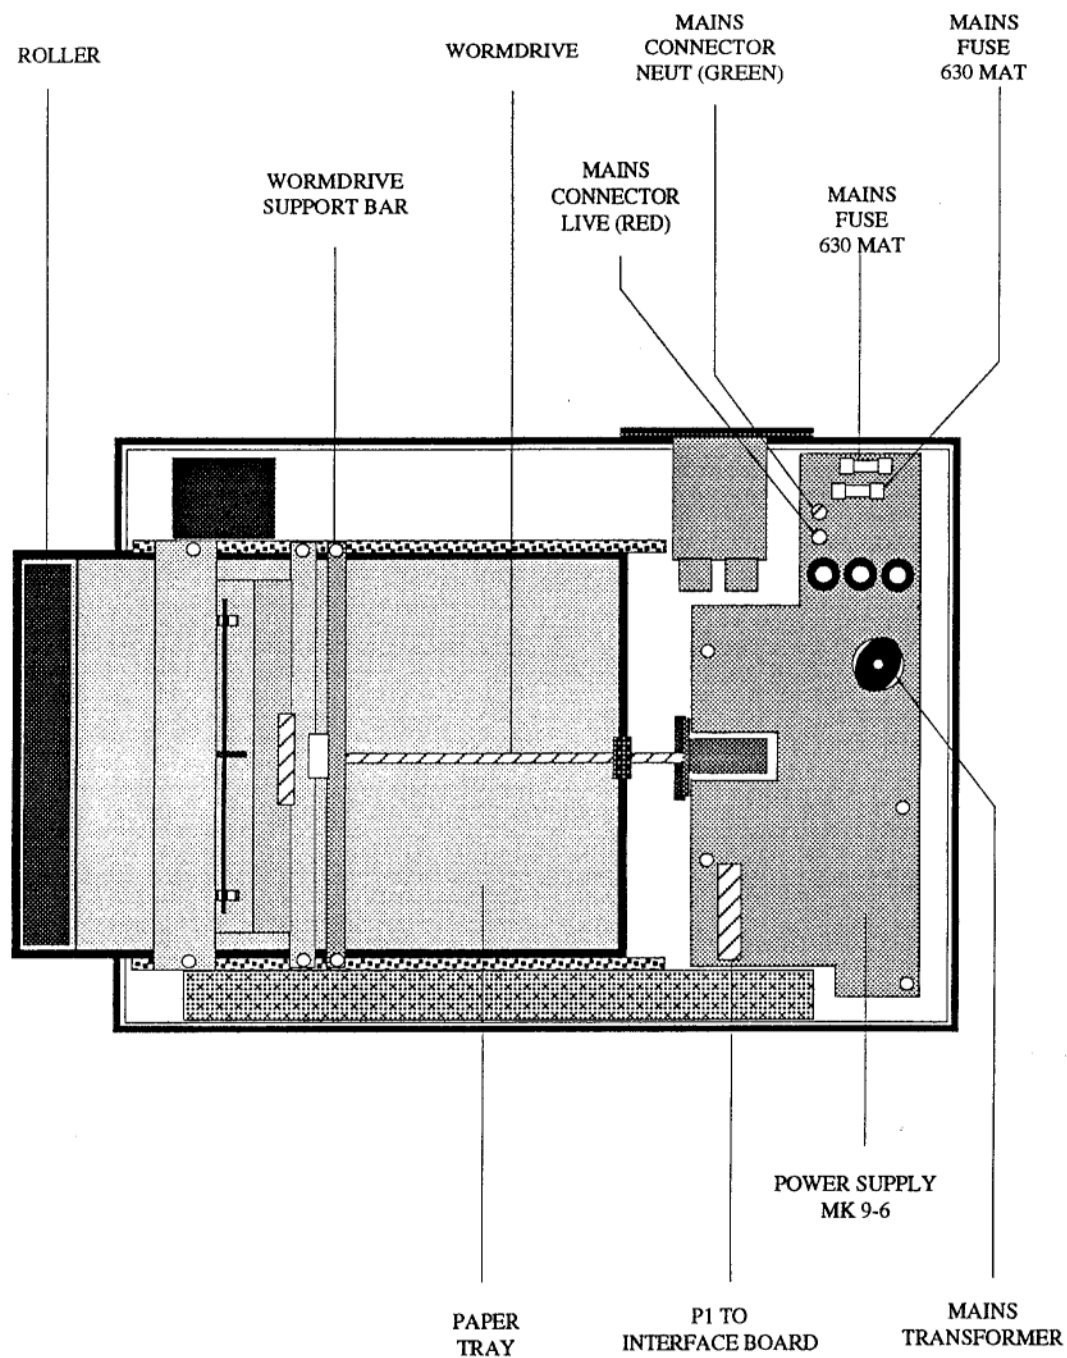 ROLLER
WORMDRIVE
MAINS
CONNECTOR
NEUT (GREEN)
MAINS
FUSE
630 MAT
WORMDRIVE
SUPPORT BAR
MAINS
CONNECTOR
LIVE (RED)
MAINS
FUSE
630 MAT
POWER SUPPLY
MK 9-6
PAPER
TRAY
P1 TO
INTERFACE BOARD
MAINS
TRANSFORMER